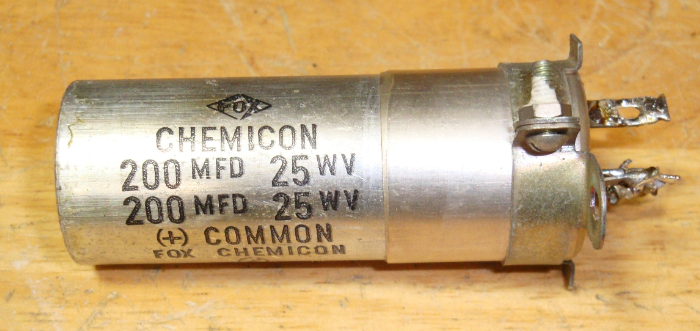 FOX
CHEMICON
200 MFD 25 WV
200 MFD 25 WV
(+) COMMON
FOX CHEMICON